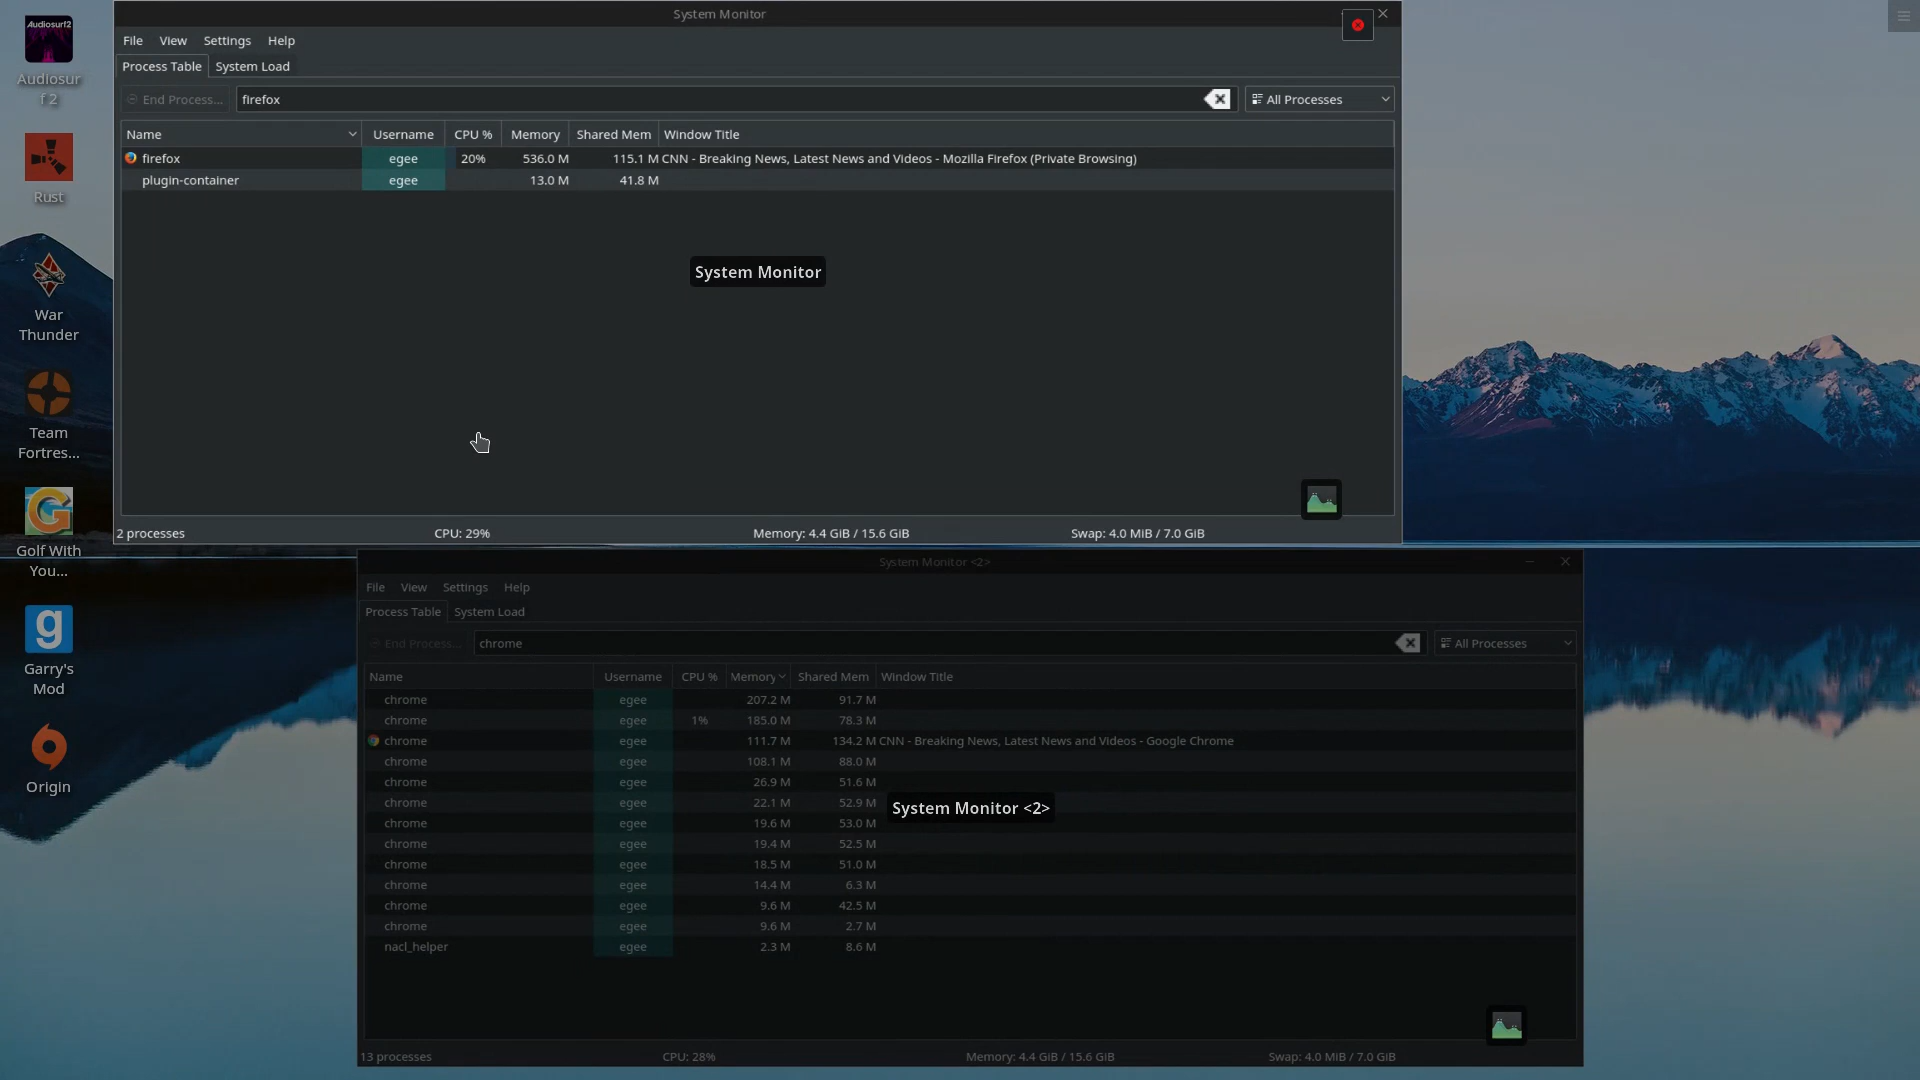 Audiosurf2
Audiosur
f 2
Rust
War
Thunder
Team
Fortres...
Golf With
You...
Garry's
Mod
Origin
System Monitor
File View Settings Help
Process Table System Load
End Process... firefox All Processes
Name Username CPU % Memory Shared Mem Window Title
firefox egee 20% 536.0 M 115.1 M CNN - Breaking News, Latest News and Videos - Mozilla Firefox (Private Browsing)
plugin-container egee 13.0 M 41.8 M
System Monitor
2 processes CPU: 29% Memory: 4.4 GiB / 15.6 GiB Swap: 4.0 MiB / 7.0 GiB
System Monitor <2>
File View Settings Help
Process Table System Load
End Process... chrome All Processes
Name Username CPU % Memory Shared Mem Window Title
chrome egee 207.2 M 91.7 M
chrome egee 1% 185.0 M 78.3 M
chrome egee 111.7 M 134.2 M CNN - Breaking News, Latest News and Videos - Google Chrome
chrome egee 108.1 M 88.0 M
chrome egee 26.9 M 51.6 M
chrome egee 22.1 M 52.9 M
System Monitor <2>
chrome egee 19.6 M 53.0 M
chrome egee 19.4 M 52.5 M
chrome egee 18.5 M 51.0 M
chrome egee 14.4 M 6.3 M
chrome egee 9.6 M 42.5 M
chrome egee 9.6 M 2.7 M
nacl_helper egee 2.3 M 8.6 M
13 processes CPU: 28% Memory: 4.4 GiB / 15.6 GiB Swap: 4.0 MiB / 7.0 GiB